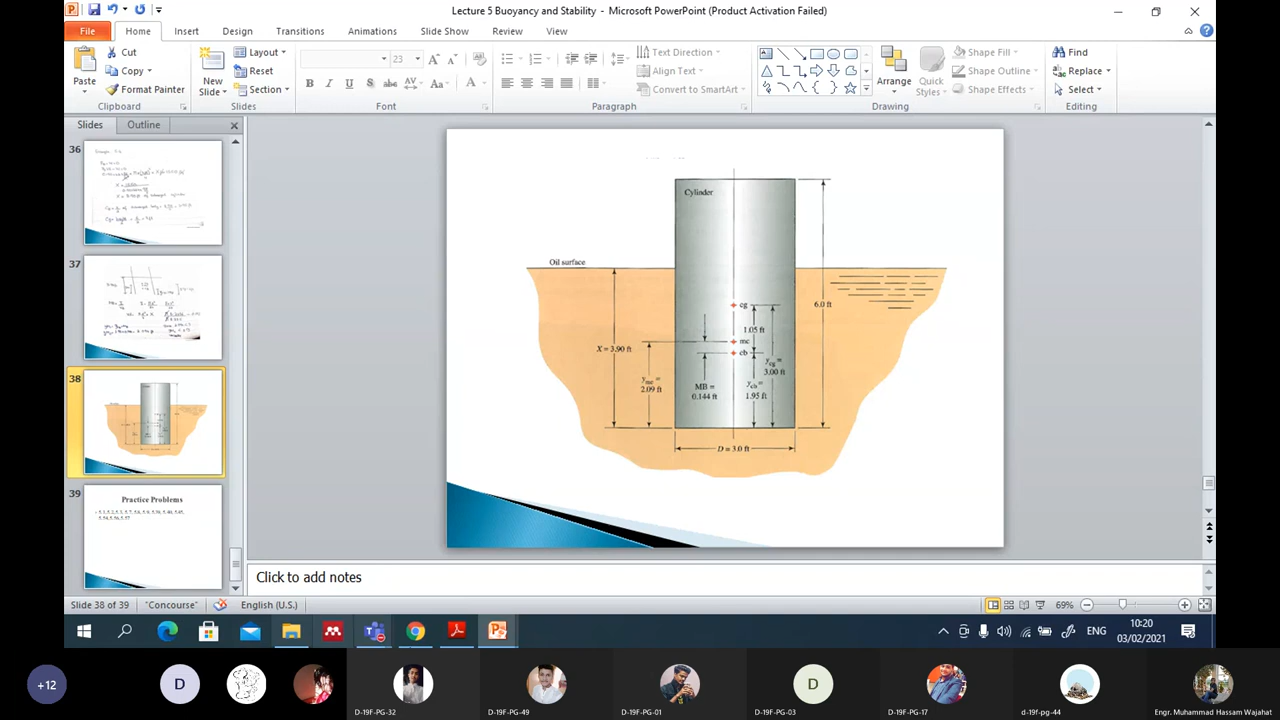 Lecture 5 Buoyancy and Stability - Microsoft PowerPoint (Product Activation Failed)
File Home Insert Design Transitions Animations Slide Show Review View
Paste
Cut
Copy
Format Painter
Clipboard
New Slide
Layout
Reset
Section
Slides
23
Font
Paragraph
Text Direction
Align Text
Convert to SmartArt
Arrange
Quick Styles
Shape Fill
Shape Outline
Shape Effects
Drawing
Find
Replace
Select
Editing
Slides Outline
36
37
38
39
Practice Problems
Cylinder
Oil surface
cg
6.0 ft
1.05 ft
mc
X = 3.90 ft
cb
ycg =
3.00 ft
ymc =
2.09 ft
MB =
0.144 ft
ycb =
1.95 ft
D = 3.0 ft
Click to add notes
Slide 38 of 39 "Concourse" English (U.S.) 69%
ENG
10:20
03/02/2021
+12
D
D
D-19F-PG-32
D-19F-PG-49
D-19F-PG-01
D-19F-PG-03
D-19F-PG-17
d-19f-pg-44
Engr. Muhammad Hassam Wajahat